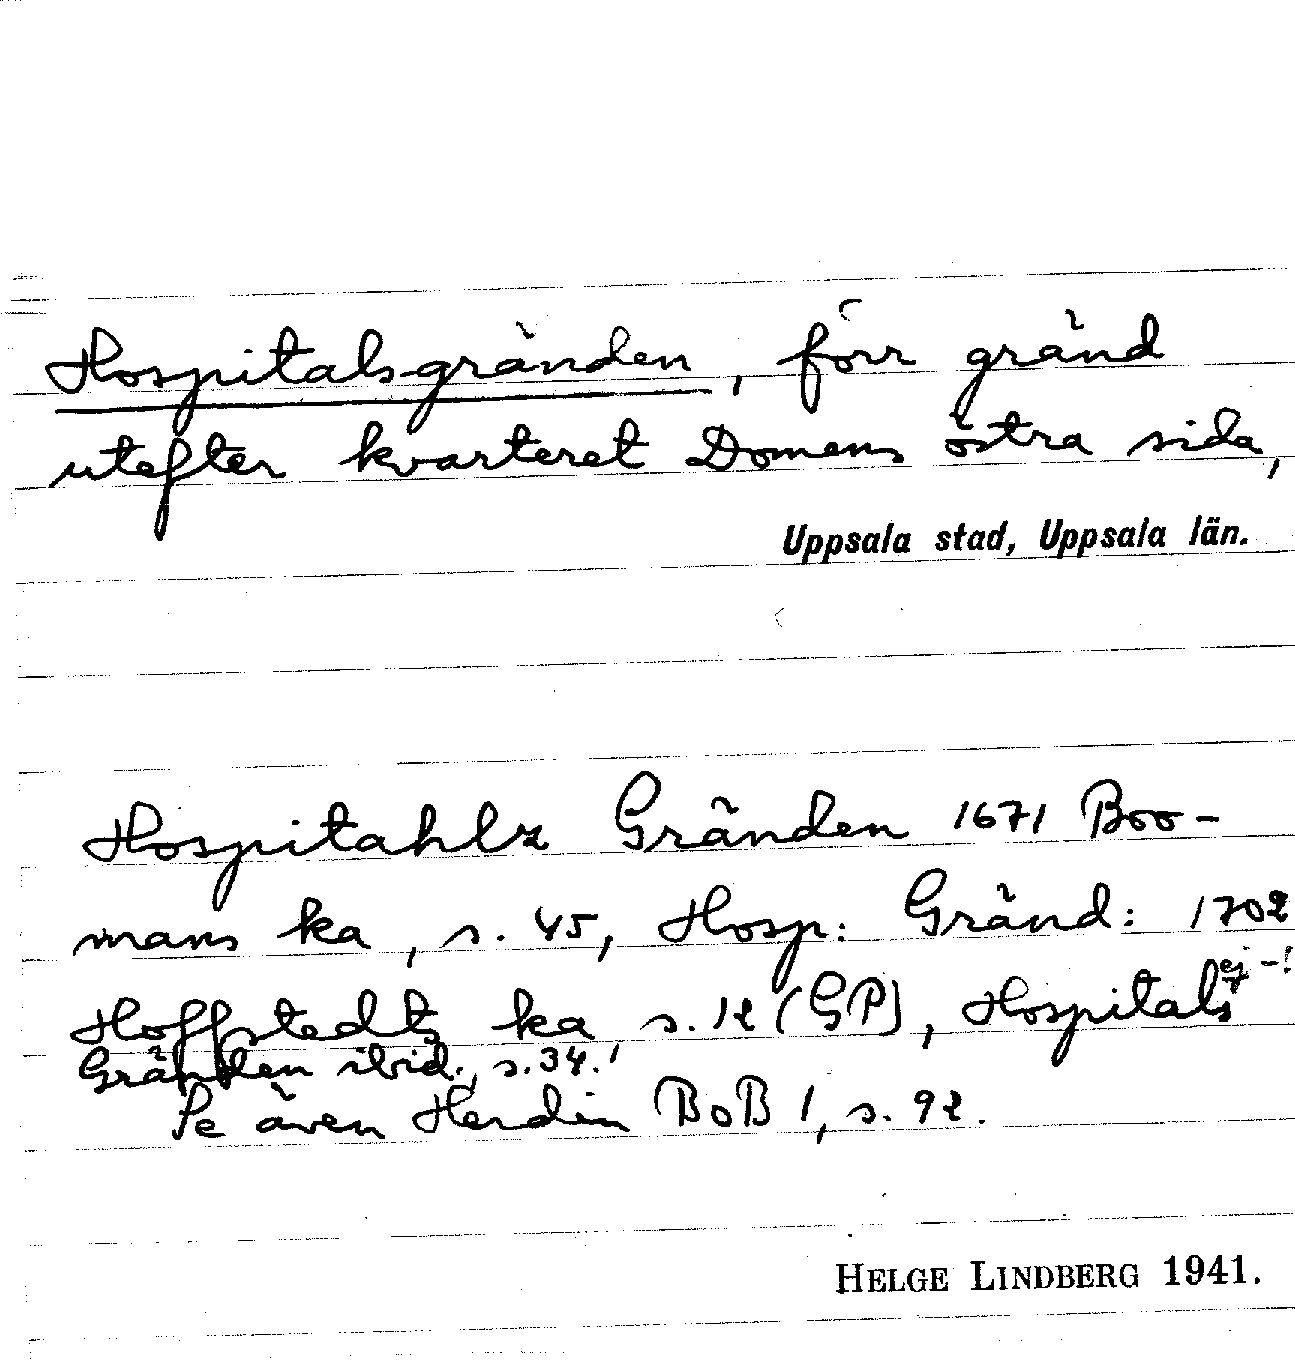 Hospitalsgränden, förr gränd
utefter kvarteret Domens östra sida,
Uppsala stad, Uppsala län.
Hospitahlz Gränden 1671 Boo-
mans ka, s. 45, Hosp: Gränd: 1702
Hoffstedts ka s. 12 (GP), Hospitals ej -!
Gränden ibid., s. 34.!
Se även Herdin BoB 1, s. 92.
HELGE LINDBERG 1941.